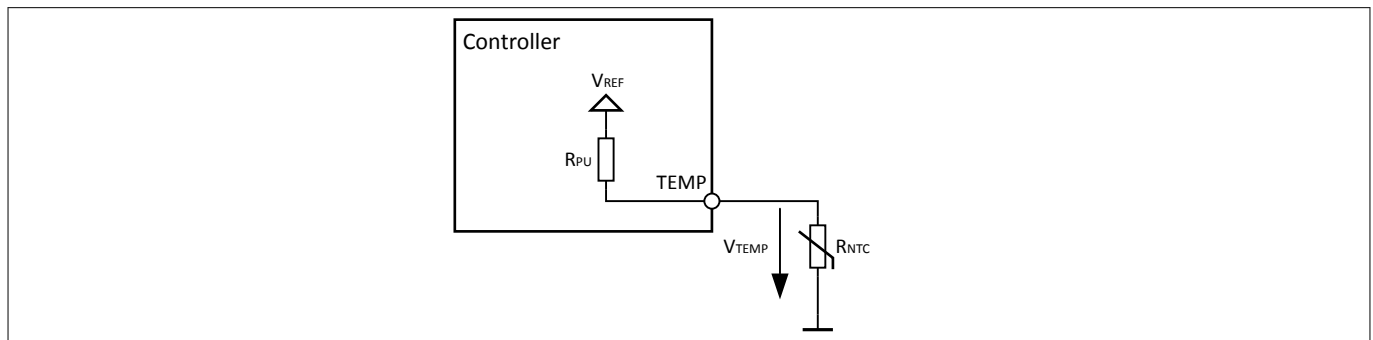 Controller
VREF
RPU
TEMP
VTEMP
RNTC